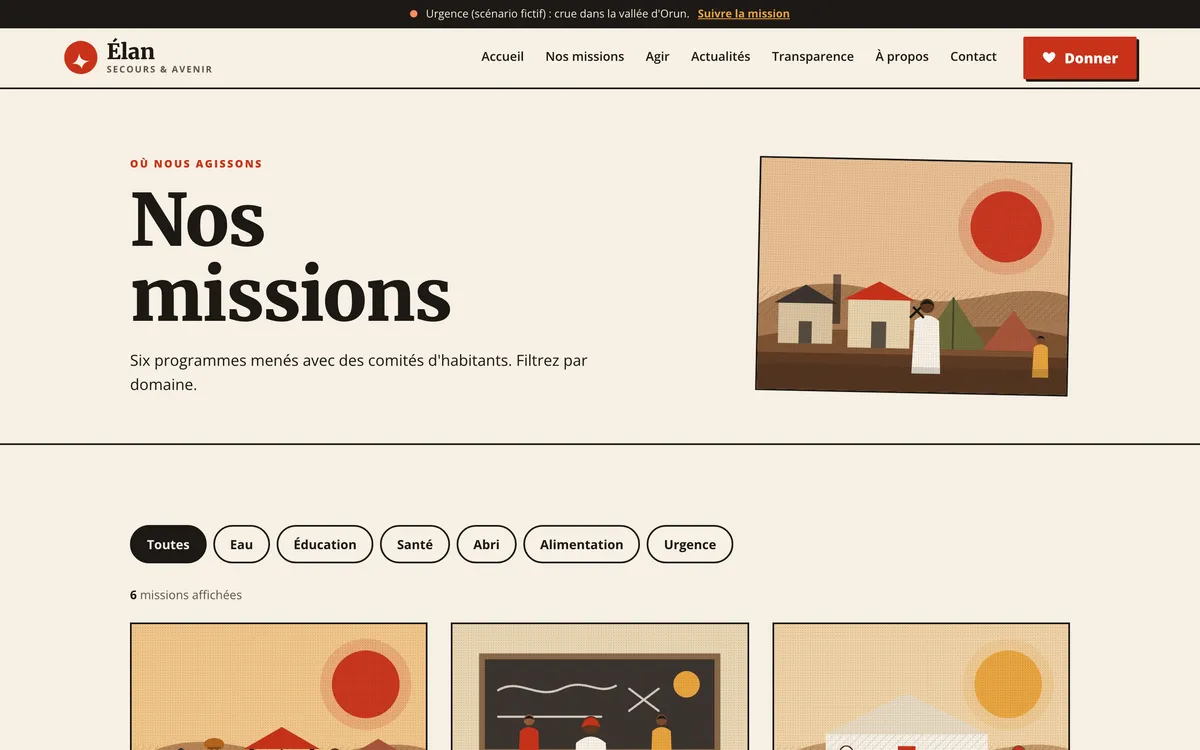 Urgence (scénario fictif) : crue dans la vallée d'Orun. Suivre la mission
Élan
SECOURS & AVENIR
Accueil Nos missions Agir Actualités Transparence À propos Contact Donner
OÙ NOUS AGISSONS
Nos
missions
Six programmes menés avec des comités d'habitants. Filtrez par
domaine.
Toutes Eau Éducation Santé Abri Alimentation Urgence
6 missions affichées